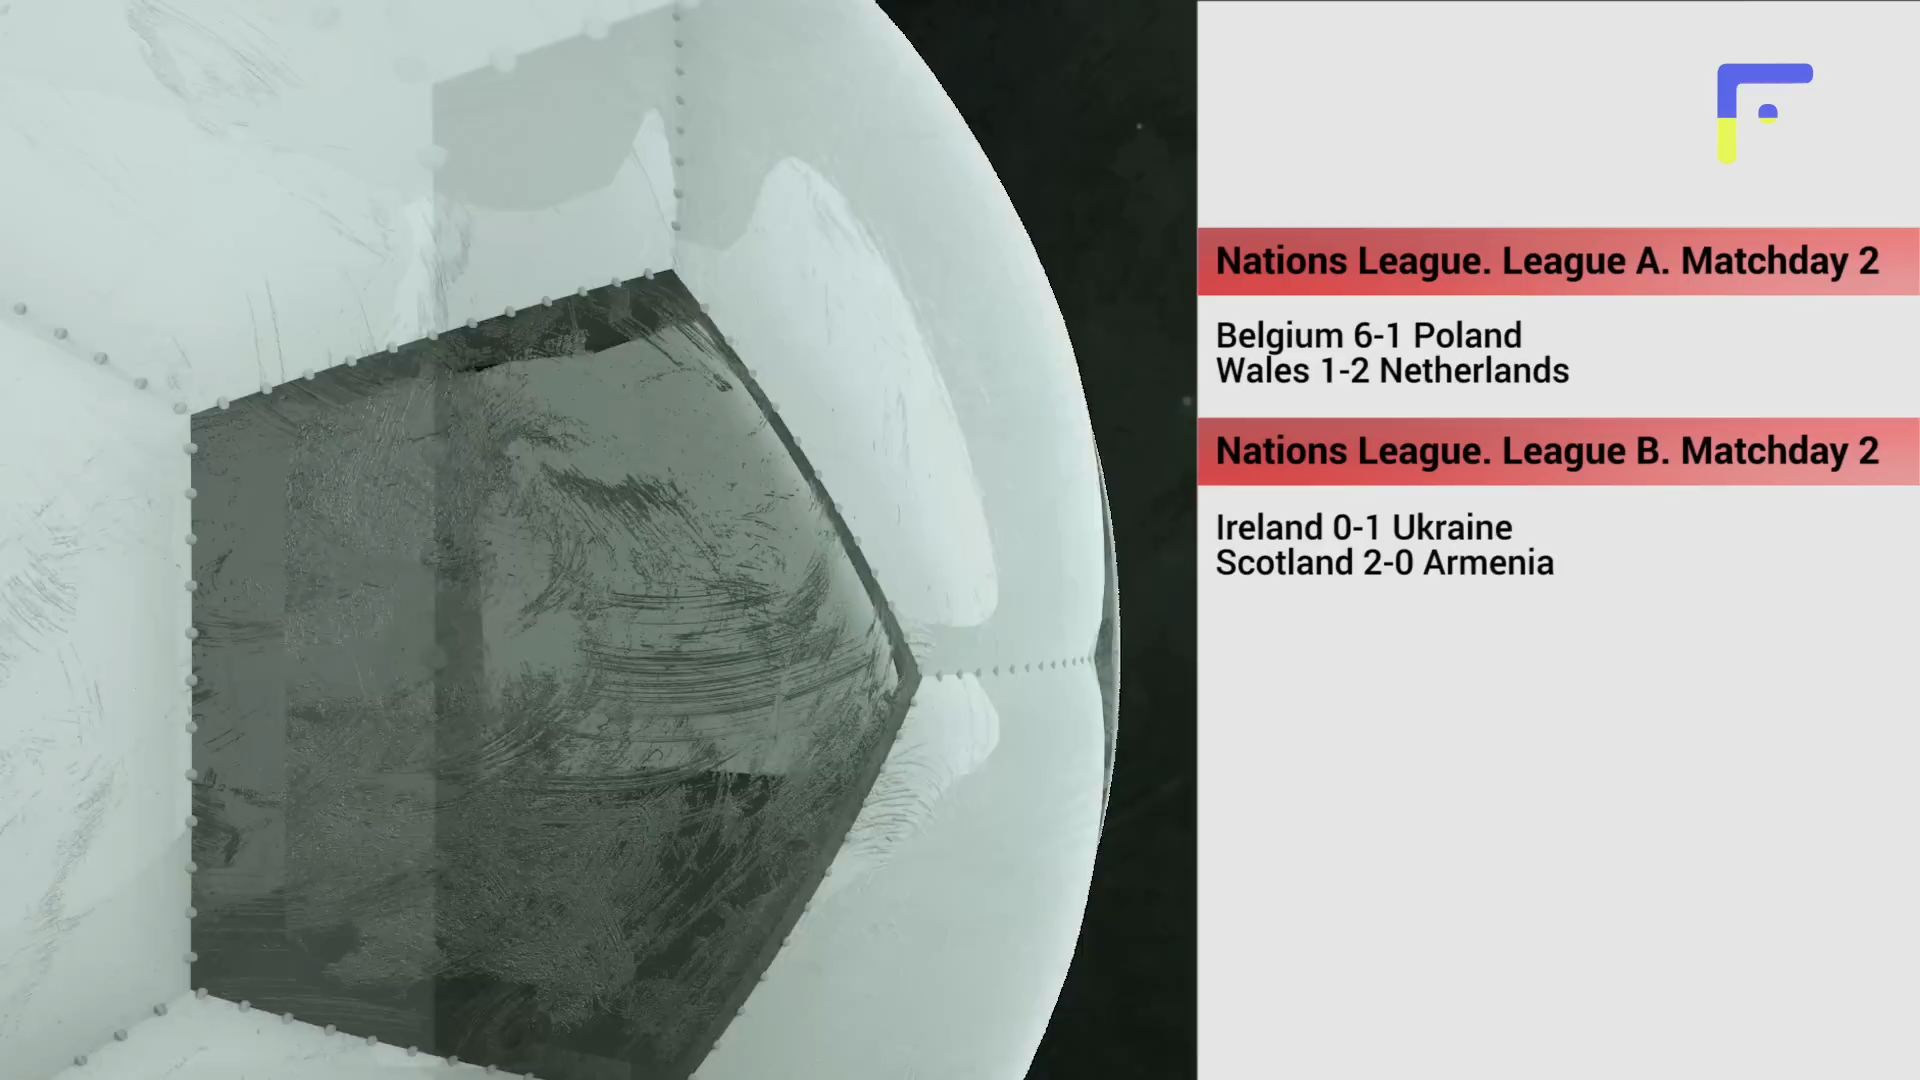 Nations League. League A. Matchday 2
Belgium 6-1 Poland
Wales 1-2 Netherlands
Nations League. League B. Matchday 2
Ireland 0-1 Ukraine
Scotland 2-0 Armenia